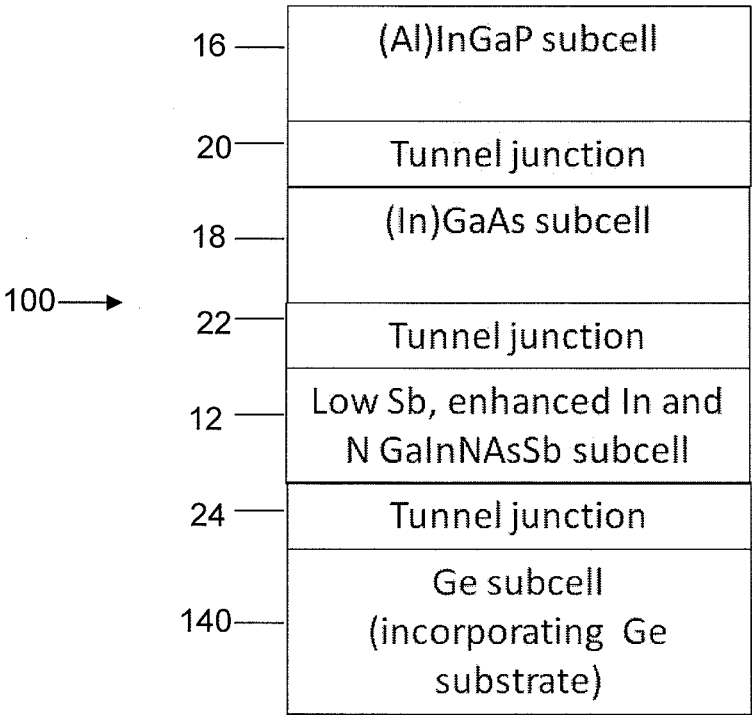 16
(Al)InGaP subcell
20
Tunnel junction
18
(In)GaAs subcell
100
22
Tunnel junction
12
Low Sb, enhanced In and
N GaInNAsSb subcell
24
Tunnel junction
140
Ge subcell
(incorporating Ge
substrate)